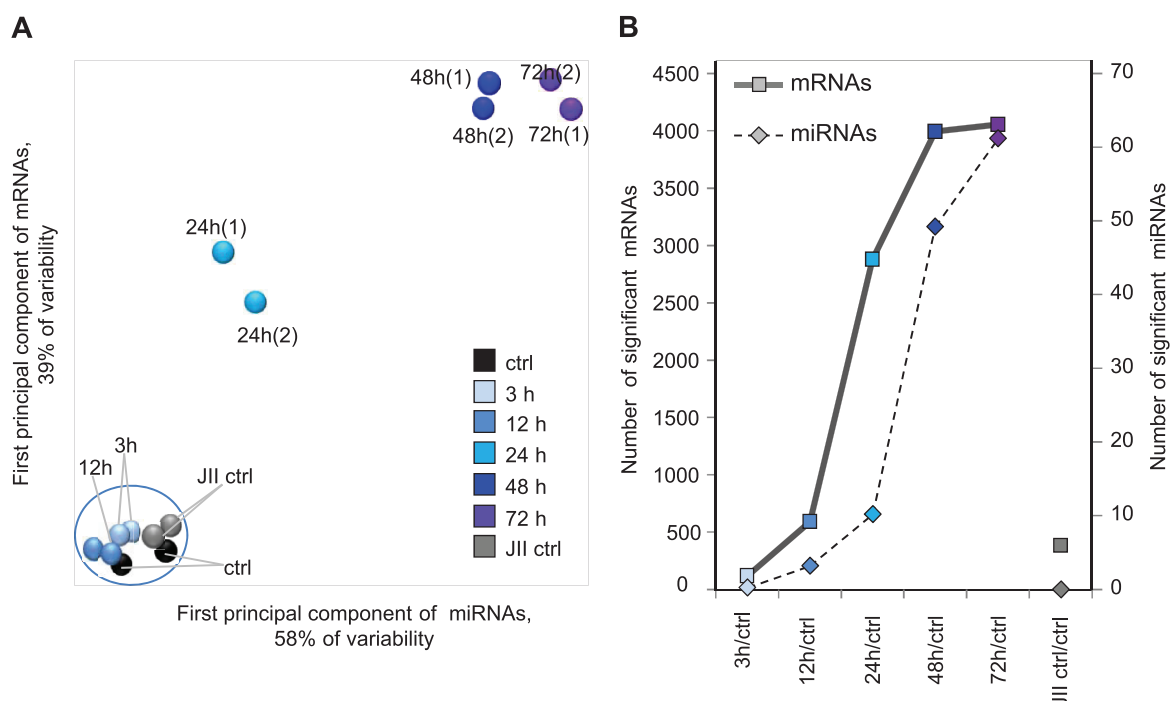 A
First principal component of mRNAs,
39% of variability
48h(1)
72h(2)
48h(2)
72h(1)
24h(1)
24h(2)
3h
12h
JII ctrl
ctrl
ctrl
3 h
12 h
24 h
48 h
72 h
JII ctrl
First principal component of miRNAs,
58% of variability
B
Number of significant mRNAs
4500
4000
3500
3000
2500
2000
1500
1000
500
0
mRNAs
miRNAs
70
60
50
40
30
20
10
0
Number of significant miRNAs
3h/ctrl
12h/ctrl
24h/ctrl
48h/ctrl
72h/ctrl
JII ctrl/ctrl